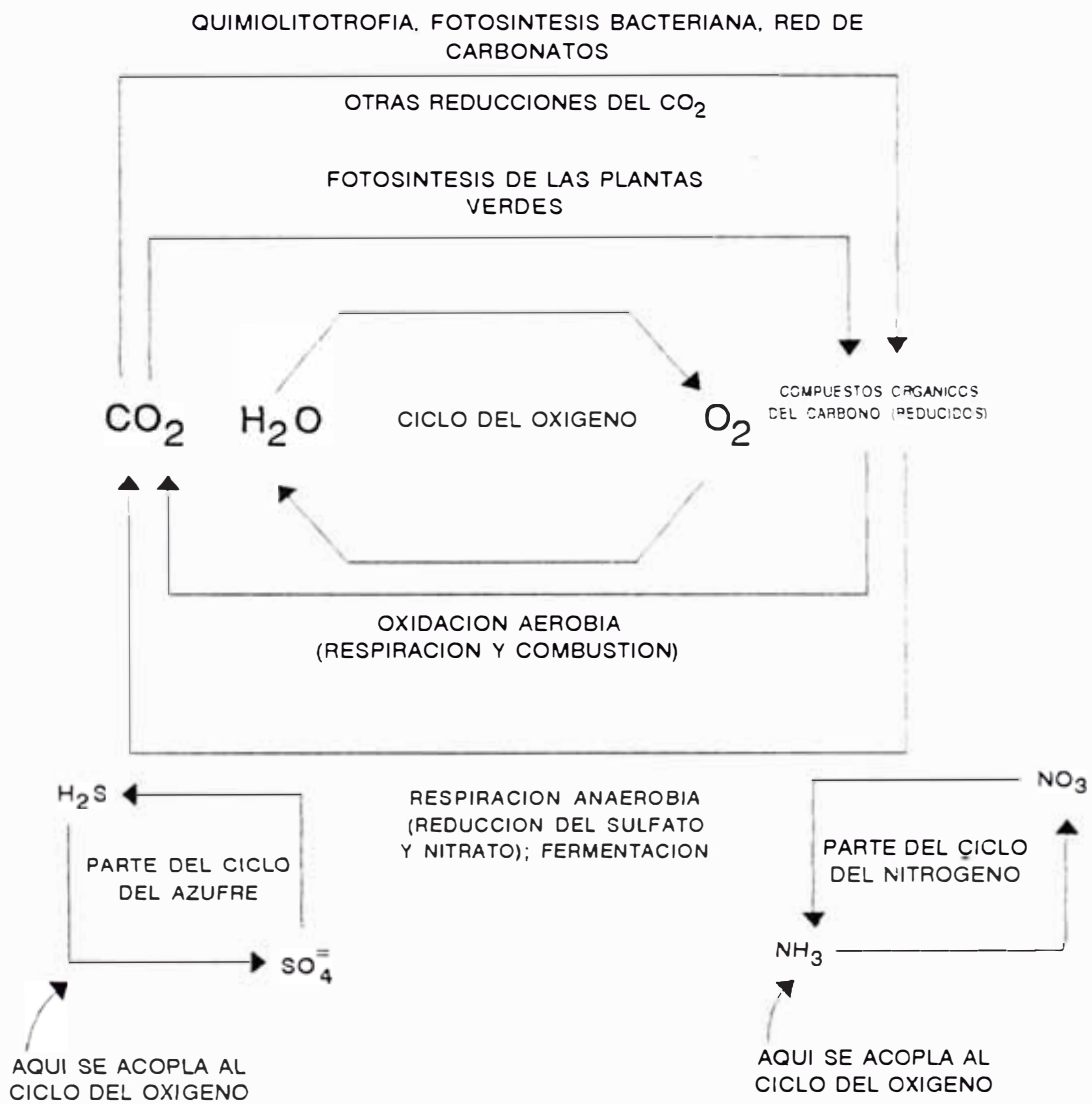 QUIMIOLITOTROFIA, FOTOSINTESIS BACTERIANA, RED DE
CARBONATOS
OTRAS REDUCCIONES DEL CO2
FOTOSINTESIS DE LAS PLANTAS
VERDES
CO2
H2O
CICLO DEL OXIGENO
O2
COMPUESTOS ORGANICOS
DEL CARBONO (REDUCIDOS)
OXIDACION AEROBIA
(RESPIRACION Y COMBUSTION)
H2S
RESPIRACION ANAEROBIA
(REDUCCION DEL SULFATO
Y NITRATO); FERMENTACION
NO3
PARTE DEL CICLO
DEL AZUFRE
PARTE DEL CICLO
DEL NITROGENO
SO4=
NH3
AQUI SE ACOPLA AL
CICLO DEL OXIGENO
AQUI SE ACOPLA AL
CICLO DEL OXIGENO